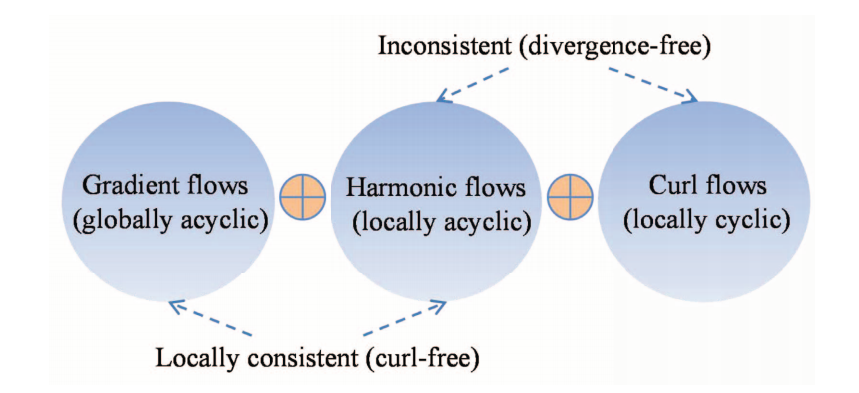 Inconsistent (divergence-free)
Gradient flows
(globally acyclic)
Harmonic flows
(locally acyclic)
Curl flows
(locally cyclic)
Locally consistent (curl-free)